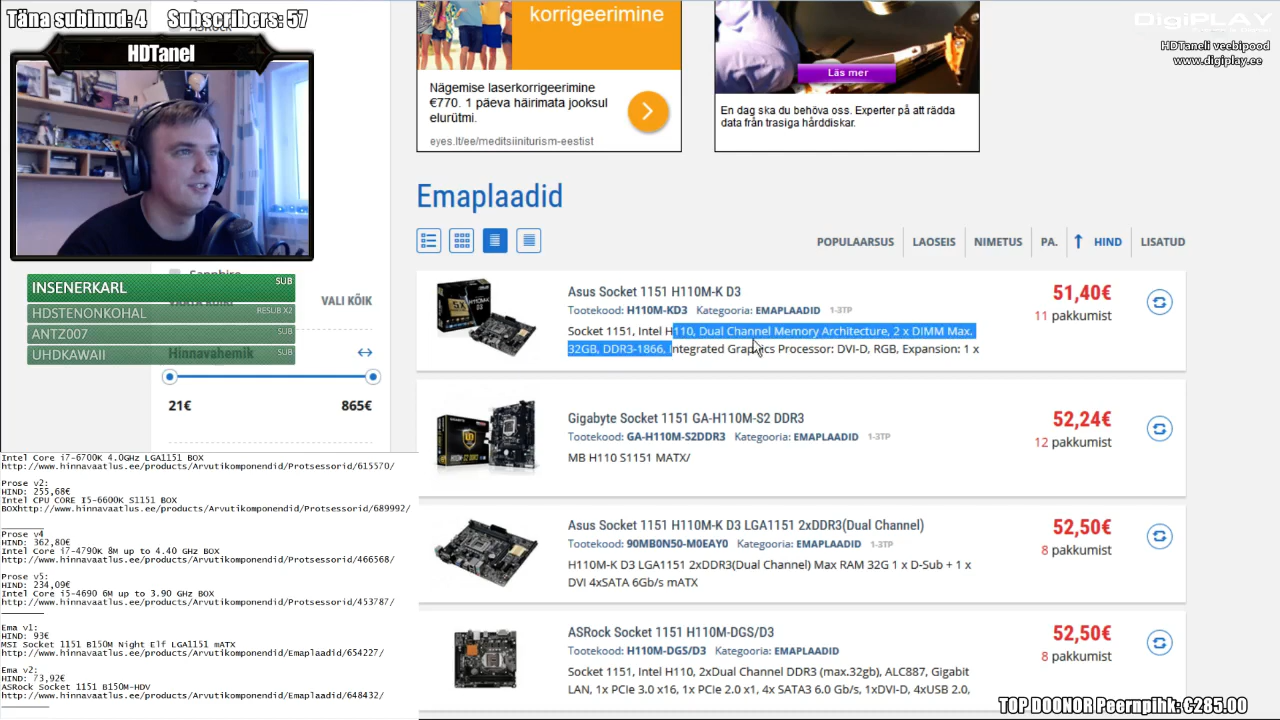 Täna subinud: 4 Subscribers: 57
ASRock
HDTanel
korrigeerimine
Nägemise laserkorrigeerimine
€770. 1 päeva häirimata jooksul
elurütmi.
eyes.lt/ee/meditsiiniturism-eestist
Läs mer
En dag ska du behöva oss. Experter på att rädda
data från trasiga hårddiskar.
DigiPLAY
HDTaneli veebipood
www.digiplay.ee
Emaplaadid
POPULAARSUS LAOSEIS NIMETUS PA. HIND LISATUD
Sapphire
VALI KÕIK
INSENERKARL SUB
HDSTENONKOHAL RESUB X2
ANTZ007 SUB
UHDKAWAII SUB
Hinnavahemik
21€ 865€
Asus Socket 1151 H110M-K D3
Tootekood: H110M-KD3 Kategooria: EMAPLAADID 1-3TP
Socket 1151, Intel H110, Dual Channel Memory Architecture, 2 x DIMM Max.
32GB, DDR3-1866, Integrated Graphics Processor: DVI-D, RGB, Expansion: 1 x
51,40€
11 pakkumist
Gigabyte Socket 1151 GA-H110M-S2 DDR3
Tootekood: GA-H110M-S2DDR3 Kategooria: EMAPLAADID 1-3TP
MB H110 S1151 MATX/
52,24€
12 pakkumist
Asus Socket 1151 H110M-K D3 LGA1151 2xDDR3(Dual Channel)
Tootekood: 90MB0N50-M0EAY0 Kategooria: EMAPLAADID 1-3TP
H110M-K D3 LGA1151 2xDDR3(Dual Channel) Max RAM 32G 1 x D-Sub + 1 x
DVI 4xSATA 6Gb/s mATX
52,50€
8 pakkumist
ASRock Socket 1151 H110M-DGS/D3
Tootekood: H110M-DGS/D3 Kategooria: EMAPLAADID
Socket 1151, Intel H110, 2xDual Channel DDR3 (max.32gb), ALC887, Gigabit
LAN, 1x PCIe 3.0 x16, 1x PCIe 2.0 x1, 4x SATA3 6.0 Gb/s, 1xDVI-D, 4xUSB 2.0,
52,50€
8 pakkumist
Intel Core i7-6700K 4.0GHz LGA1151 BOX
http://www.hinnavaatlus.ee/products/Arvutikomponendid/Protsessorid/615570/
Prose v2:
HIND: 255,68€
Intel CPU CORE I5-6600K S1151 BOX
BOXhttp://www.hinnavaatlus.ee/products/Arvutikomponendid/Protsessorid/689992/
Prose v4
HIND: 362,80€
Intel Core i7-4790K 8M up to 4.40 GHz BOX
http://www.hinnavaatlus.ee/products/Arvutikomponendid/Protsessorid/466568/
Prose v5:
HIND: 234,09€
Intel Core i5-4690 6M up to 3.90 GHz BOX
http://www.hinnavaatlus.ee/products/Arvutikomponendid/Protsessorid/453787/
Ema v1:
HIND: 93€
MSI Socket 1151 B150M Night Elf LGA1151 mATX
http://www.hinnavaatlus.ee/products/Arvutikomponendid/Emaplaadid/654227/
Ema v2:
HIND: 73,92€
ASRock Socket 1151 B150M-HDV
http://www.hinnavaatlus.ee/products/Arvutikomponendid/Emaplaadid/648432/
TOP DOONOR Peernpihk: €285.00